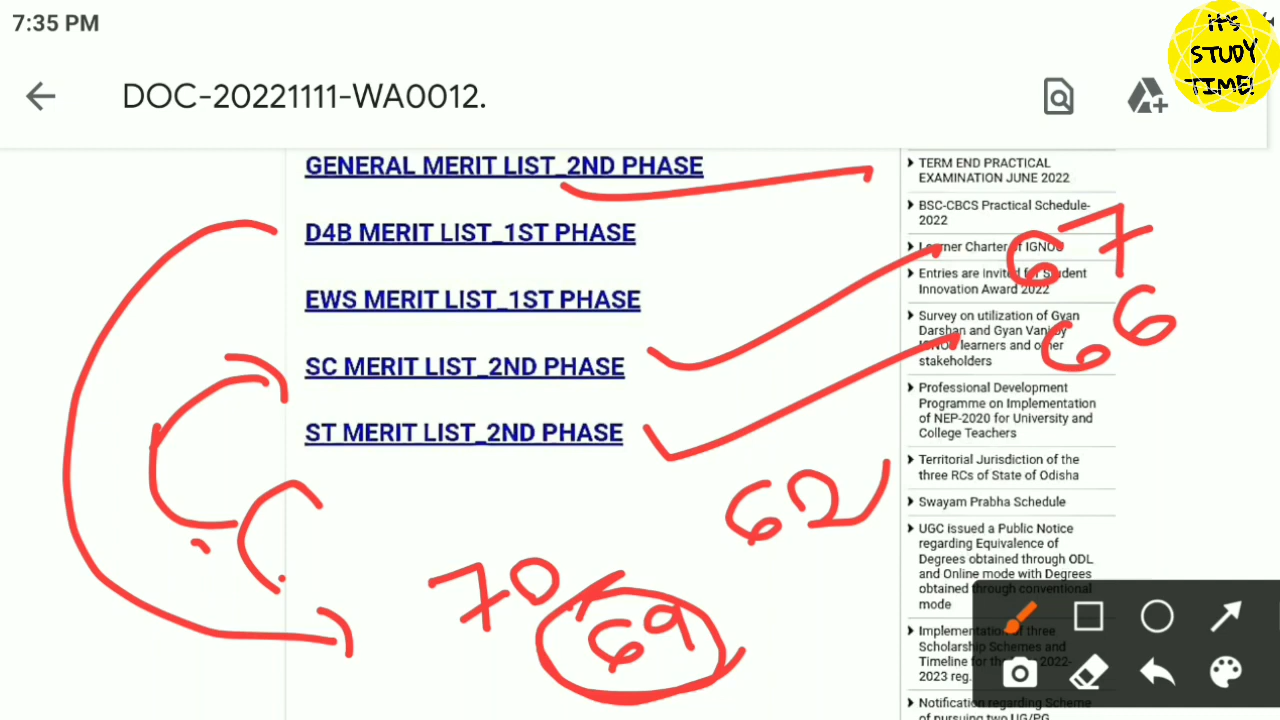 7:35 PM
IT'S
STUDY
TIME!
DOC-20221111-WA0012.
GENERAL MERIT LIST_2ND PHASE
D4B MERIT LIST_1ST PHASE
EWS MERIT LIST_1ST PHASE
SC MERIT LIST_2ND PHASE
ST MERIT LIST_2ND PHASE
TERM END PRACTICAL
EXAMINATION JUNE 2022
BSC-CBCS Practical Schedule-
2022
Learner Charter of IGNOU
Entries are Invited for Student
Innovation Award 2022
Survey on utilization of Gyan
Darshan and Gyan Vani by
IGNOU learners and other
stakeholders
Professional Development
Programme on Implementation
of NEP-2020 for University and
College Teachers
Territorial Jurisdiction of the
three RCs of State of Odisha
Swayam Prabha Schedule
UGC issued a Public Notice
regarding Equivalence of
Degrees obtained through ODL
and Online mode with Degrees
obtained through conventional
mode
Implementation of three
Scholarship Schemes and
Timeline for the 2022-
2023 reg.
Notification regarding Scheme
of pursuing two UG/PG
67
66
62
70
69